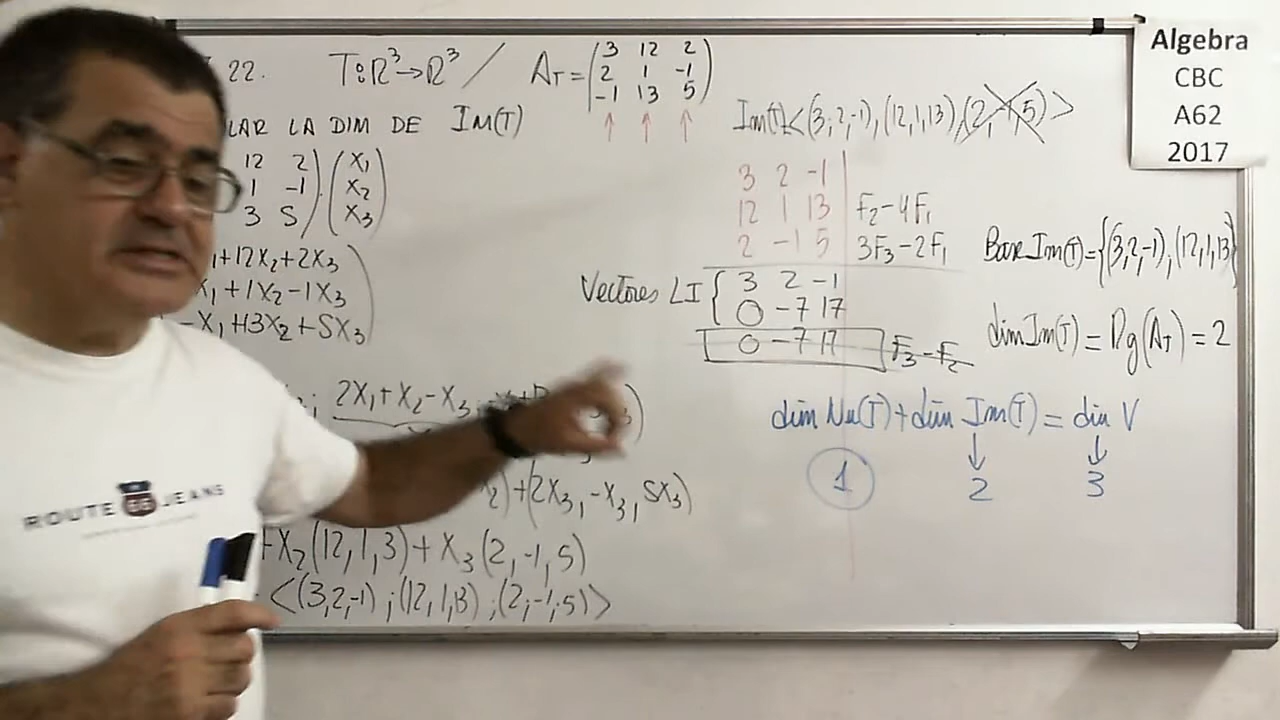 22. T:ℝ³→ℝ³ / A_T = (3 12 2
2 1 -1
-1 13 5)
LAR LA DIM DE Im(T)
12 2) . (X₁
1 -1 X₂
3 5 X₃)
+12X₂+2X₃
X₁+1X₂-1X₃
-X₁+13X₂+5X₃)
; 2X₁+X₂-X₃;
+(2X₃, -X₃, 5X₃)
+X₂(12,1,3)+X₃(2,-1,5)
<(3,2,-1);(12,1,13);(2;-1;5)>
Im(T)<(3,2,-1),(12,1,13),(2,-1,5)>
3 2 -1
12 1 13 F₂-4F₁
2 -1 5 3F₃-2F₁
Vectores LI { 3 2 -1
0 -7 17
0 -7 17 F₃-F₂
Base Im(T)={(3,2,-1),(12,1,13)}
dim Im(T) = Rg(A_T) = 2
dim Nu(T)+dim Im(T) = dim V
↓ ↓
1 2 3
Algebra
CBC
A62
2017
ROUTE 66 JEANS